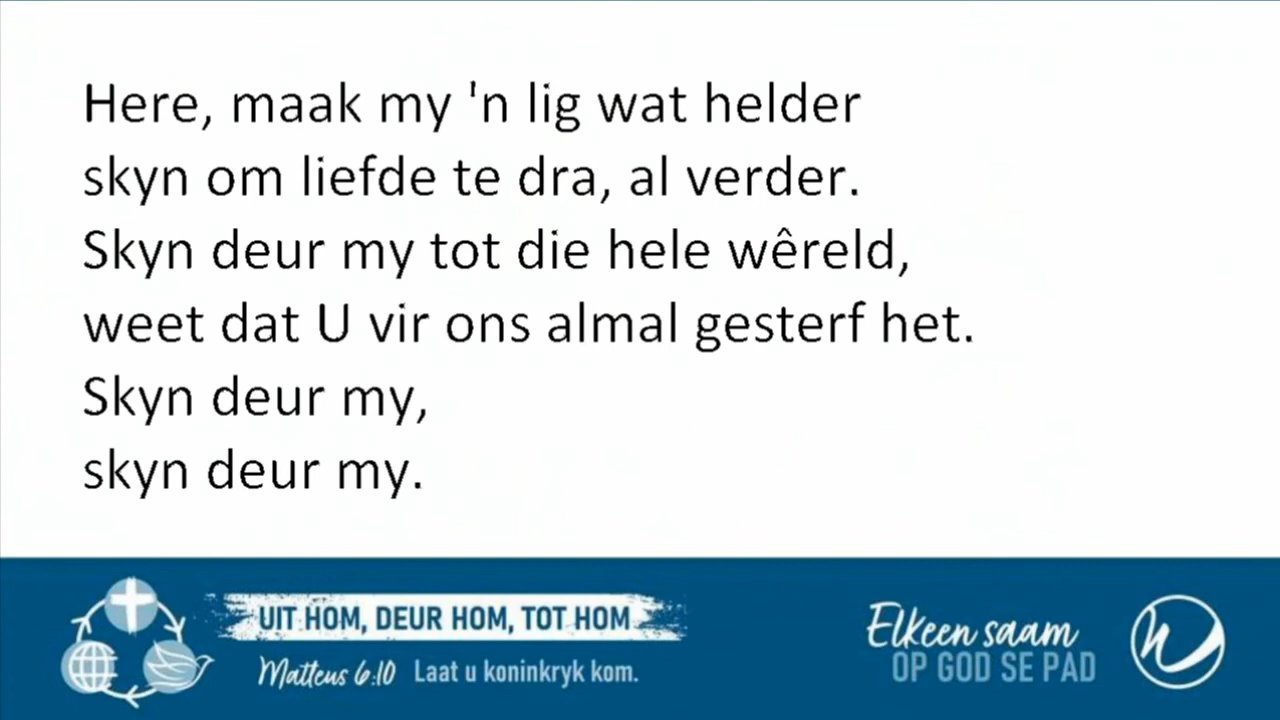 Here, maak my 'n lig wat helder
skyn om liefde te dra, al verder.
Skyn deur my tot die hele wêreld,
weet dat U vir ons almal gesterf het.
Skyn deur my,
skyn deur my.
UIT HOM, DEUR HOM, TOT HOM
Matteus 6:10 Laat u koninkryk kom.
Elkeen saam
OP GOD SE PAD